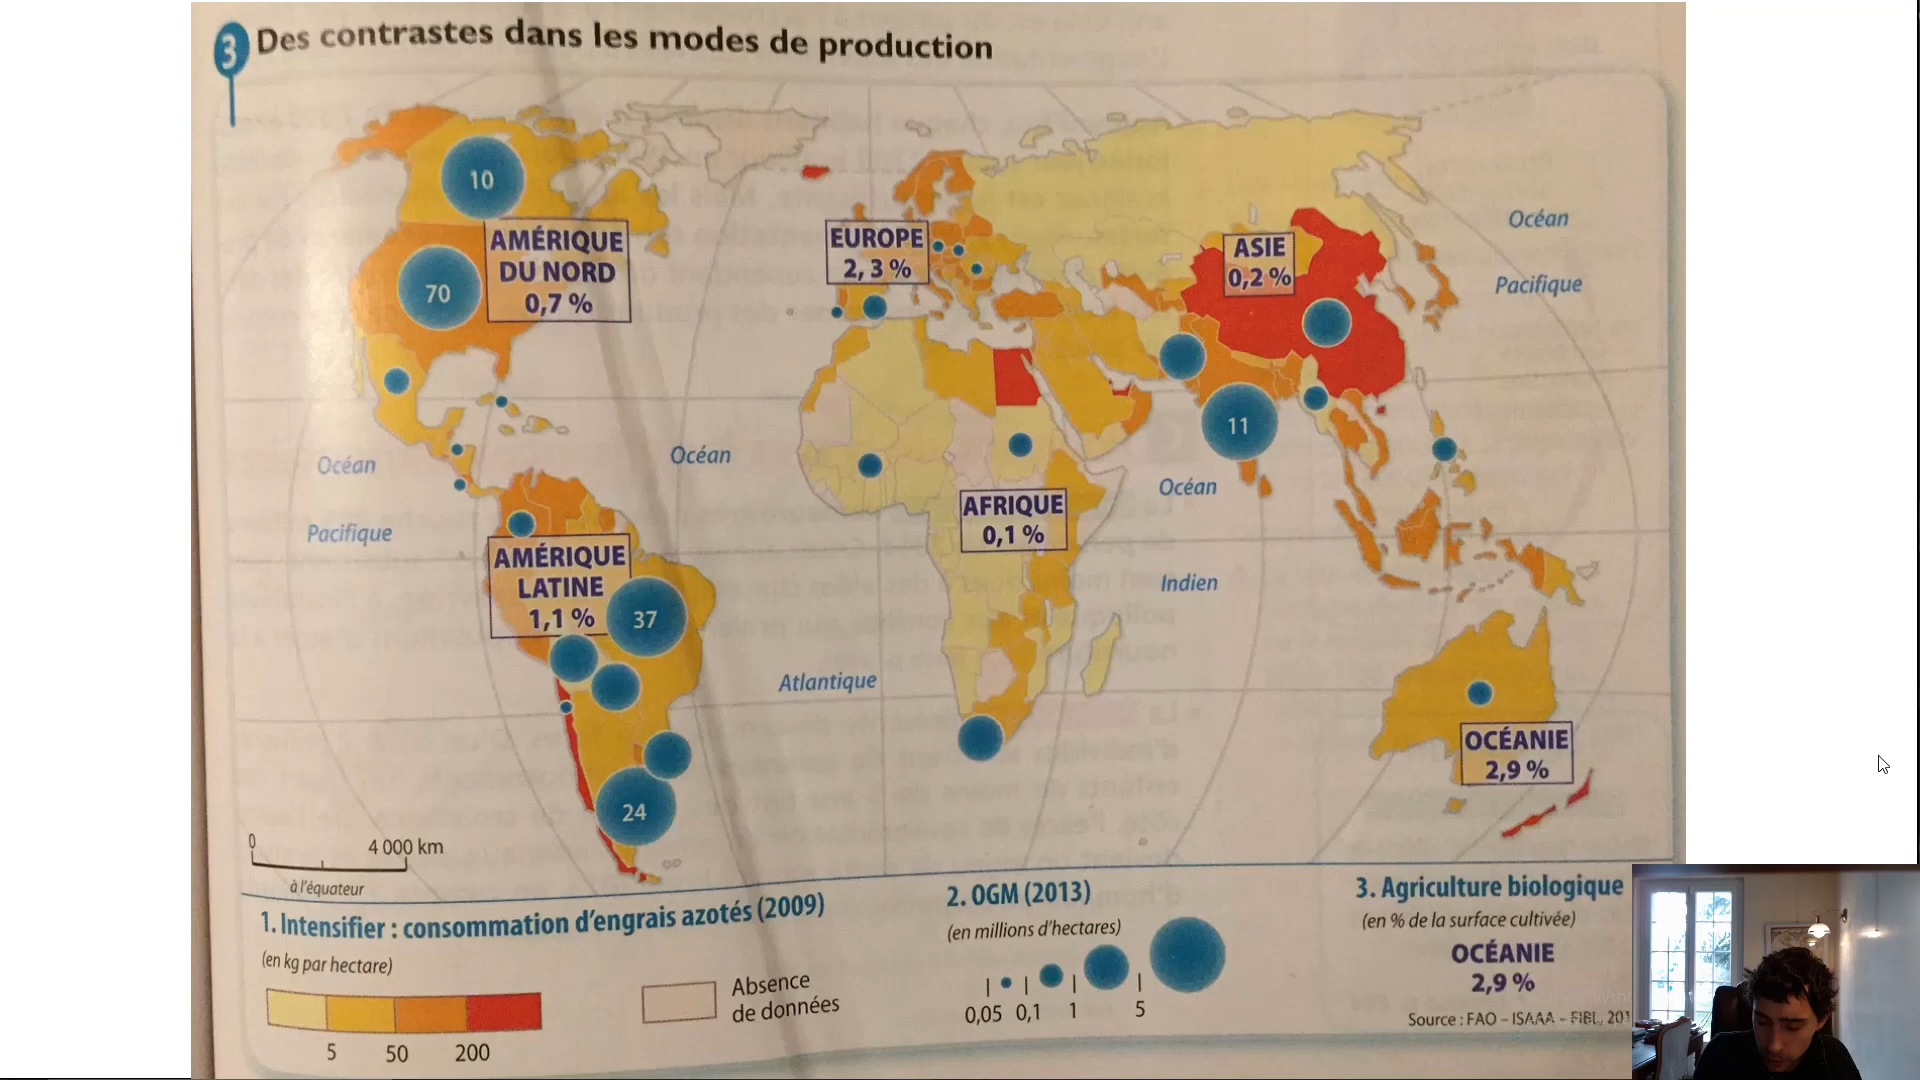 3 Des contrastes dans les modes de production
10
AMÉRIQUE
DU NORD
0,7 %
70
EUROPE
2,3 %
ASIE
0,2 %
11
Océan
Pacifique
Océan
Pacifique
Océan
Atlantique
Océan
Indien
AFRIQUE
0,1 %
AMÉRIQUE
LATINE
1,1 %
37
24
OCÉANIE
2,9 %
0
4 000 km
à l'équateur
1. Intensifier : consommation d'engrais azotés (2009)
(en kg par hectare)
5 50 200
Absence
de données
2. OGM (2013)
(en millions d'hectares)
0,05 0,1 1 5
3. Agriculture biologique
(en % de la surface cultivée)
OCÉANIE
2,9 %
Source : FAO – ISAAA – FIBL, 201